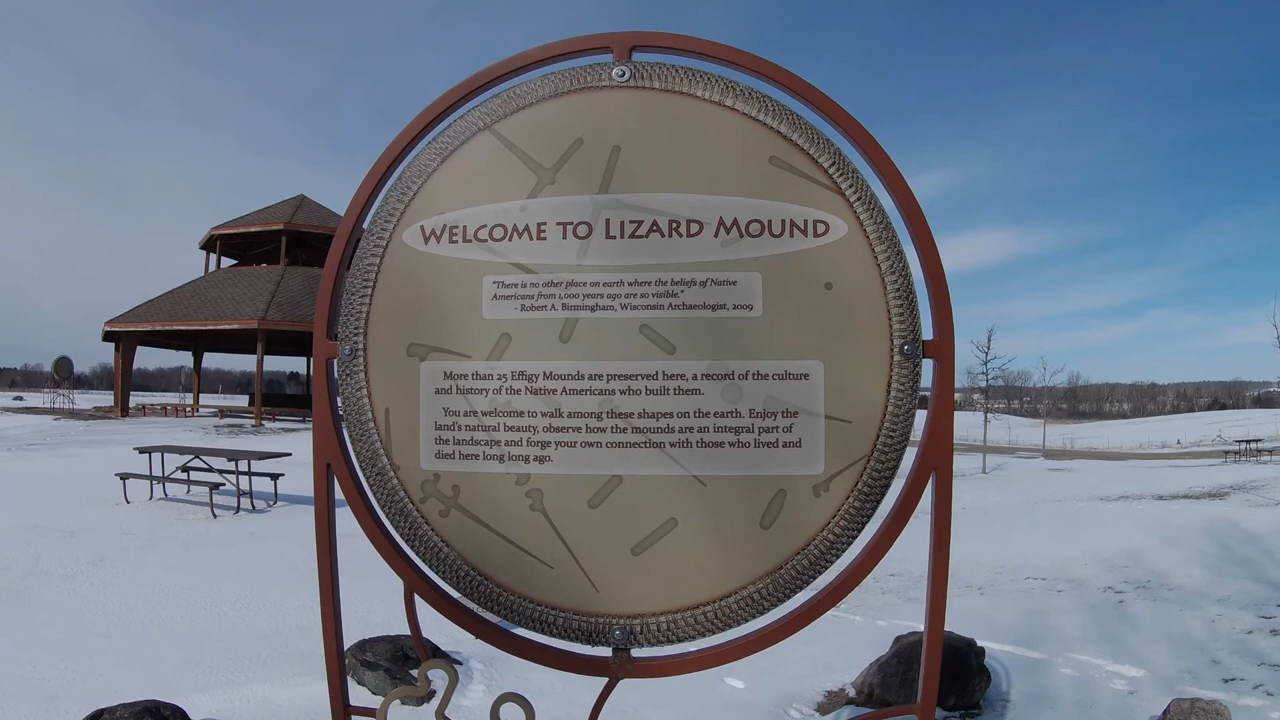 WELCOME TO LIZARD MOUND
"There is no other place on earth where the beliefs of Native
Americans from 1,000 years ago are so visible."
- Robert A. Birmingham, Wisconsin Archaeologist, 2009
More than 25 Effigy Mounds are preserved here, a record of the culture
and history of the Native Americans who built them.
You are welcome to walk among these shapes on the earth. Enjoy the
land's natural beauty, observe how the mounds are an integral part of
the landscape and forge your own connection with those who lived and
died here long long ago.